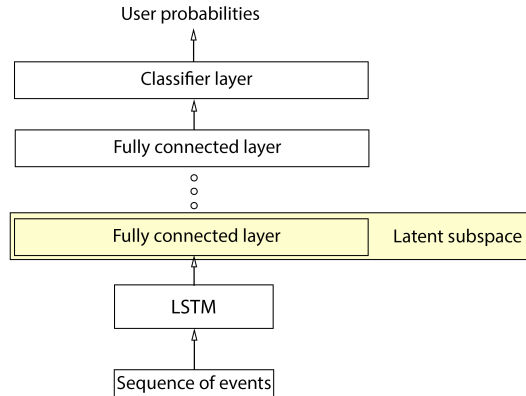 User probabilities
Classifier layer
Fully connected layer
Fully connected layer
Latent subspace
LSTM
Sequence of events